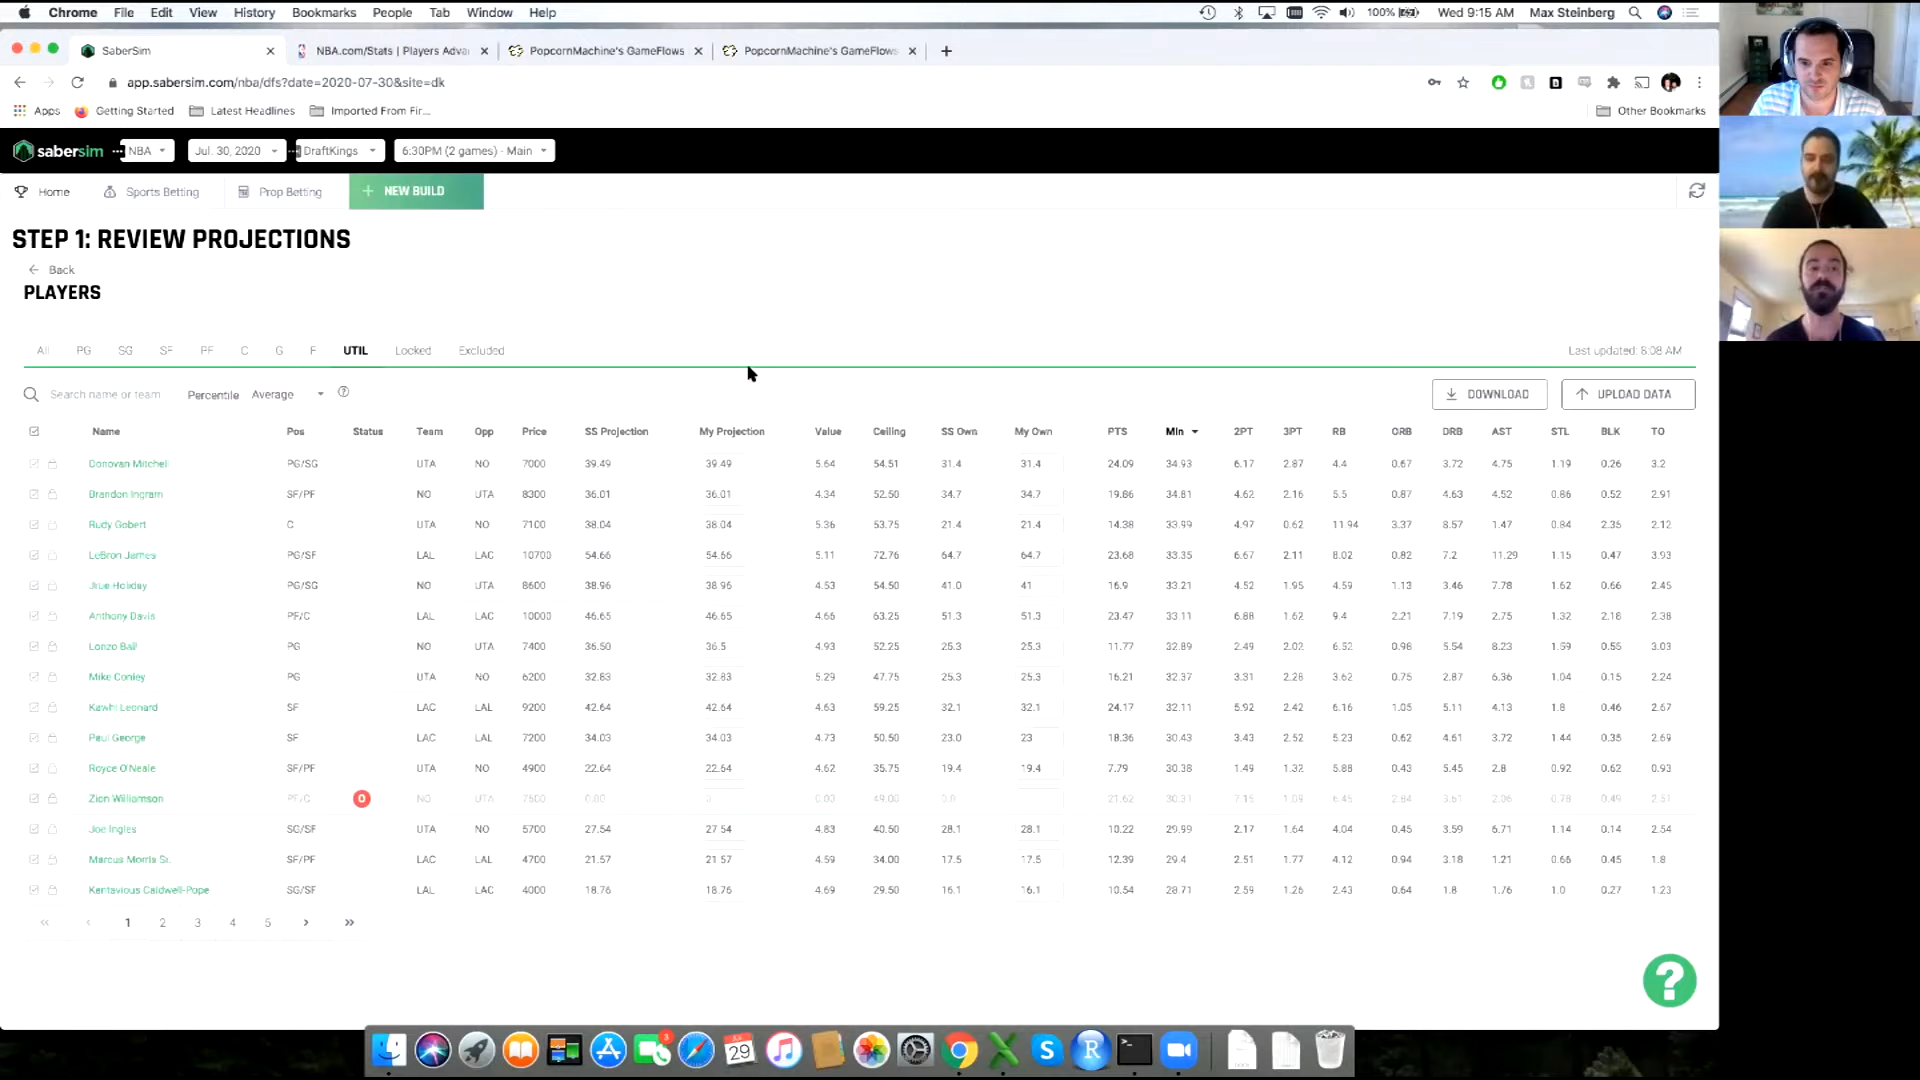 Chrome File Edit View History Bookmarks People Tab Window Help 100% Wed 9:15 AM Max Steinberg
SaberSim NBA.com/Stats | Players Adva PopcornMachine's GameFlows PopcornMachine's GameFlows
app.sabersim.com/nba/dfs?date=2020-07-30&site=dk
Apps Getting Started Latest Headlines Imported From Fir... Other Bookmarks
sabersim NBA Jul. 30, 2020 DraftKings 6:30PM (2 games) - Main
Home Sports Betting Prop Betting + NEW BUILD
STEP 1: REVIEW PROJECTIONS
Back
PLAYERS
All PG SG SF PF C G F UTIL Locked Excluded Last updated: 8:08 AM
Search name or team Percentile Average DOWNLOAD UPLOAD DATA
Name Pos Status Team Opp Price SS Projection My Projection Value Ceiling SS Own My Own PTS Min 2PT 3PT RB ORB DRB AST STL BLK TO
Donovan Mitchell PG/SG UTA NO 7000 39.49 39.49 5.64 54.51 31.4 31.4 24.09 34.93 6.17 2.87 4.4 0.67 3.72 4.75 1.19 0.26 3.2
Brandon Ingram SF/PF NO UTA 8300 36.01 36.01 4.34 52.50 34.7 34.7 19.86 34.81 4.62 2.16 5.5 0.87 4.63 4.52 0.86 0.52 2.91
Rudy Gobert C UTA NO 7100 38.04 38.04 5.36 53.75 21.4 21.4 14.38 33.99 4.97 0.62 11.94 3.37 8.57 1.47 0.84 2.35 2.12
LeBron James PG/SF LAL LAC 10700 54.66 54.66 5.11 72.76 64.7 64.7 23.68 33.35 6.67 2.11 8.02 0.82 7.2 11.29 1.15 0.47 3.93
Jrue Holiday PG/SG NO UTA 8600 38.96 38.96 4.53 54.50 41.0 41 16.9 33.21 4.52 1.95 4.59 1.13 3.46 7.78 1.62 0.66 2.45
Anthony Davis PF/C LAL LAC 10000 46.65 46.65 4.66 63.25 51.3 51.3 23.47 33.11 6.88 1.62 9.4 2.21 7.19 2.75 1.32 2.18 2.38
Lonzo Ball PG NO UTA 7400 36.50 36.5 4.93 52.25 25.3 25.3 11.77 32.89 2.49 2.02 6.52 0.98 5.54 8.23 1.59 0.55 3.03
Mike Conley PG UTA NO 6200 32.83 32.83 5.29 47.75 25.3 25.3 16.21 32.37 3.31 2.28 3.62 0.75 2.87 6.36 1.04 0.15 2.24
Kawhi Leonard SF LAC LAL 9200 42.64 42.64 4.63 59.25 32.1 32.1 24.17 32.11 5.92 2.42 6.16 1.05 5.11 4.13 1.8 0.46 2.67
Paul George SF LAC LAL 7200 34.03 34.03 4.73 50.50 23.0 23 18.36 30.43 3.43 2.52 5.23 0.62 4.61 3.72 1.44 0.35 2.69
Royce O'Neale SF/PF UTA NO 4900 22.64 22.64 4.62 35.75 19.4 19.4 7.79 30.38 1.49 1.32 5.88 0.43 5.45 2.8 0.92 0.62 0.93
Zion Williamson PF/C O NO UTA 7500 0.00 0.00 49.00 0.0 21.62 30.31 7.15 1.09 6.45 2.84 3.61 2.06 0.78 0.49 2.51
Joe Ingles SG/SF UTA NO 5700 27.54 27.54 4.83 40.50 28.1 28.1 10.22 29.99 2.17 1.64 4.04 0.45 3.59 6.71 1.14 0.14 2.54
Marcus Morris Sr. SF/PF LAC LAL 4700 21.57 21.57 4.59 34.00 17.5 17.5 12.39 29.4 2.51 1.77 4.12 0.94 3.18 1.21 0.66 0.45 1.8
Kentavious Caldwell-Pope SG/SF LAL LAC 4000 18.76 18.76 4.69 29.50 16.1 16.1 10.54 28.71 2.59 1.26 2.43 0.64 1.8 1.76 1.0 0.27 1.23
« ‹ 1 2 3 4 5 › »
?
3 29